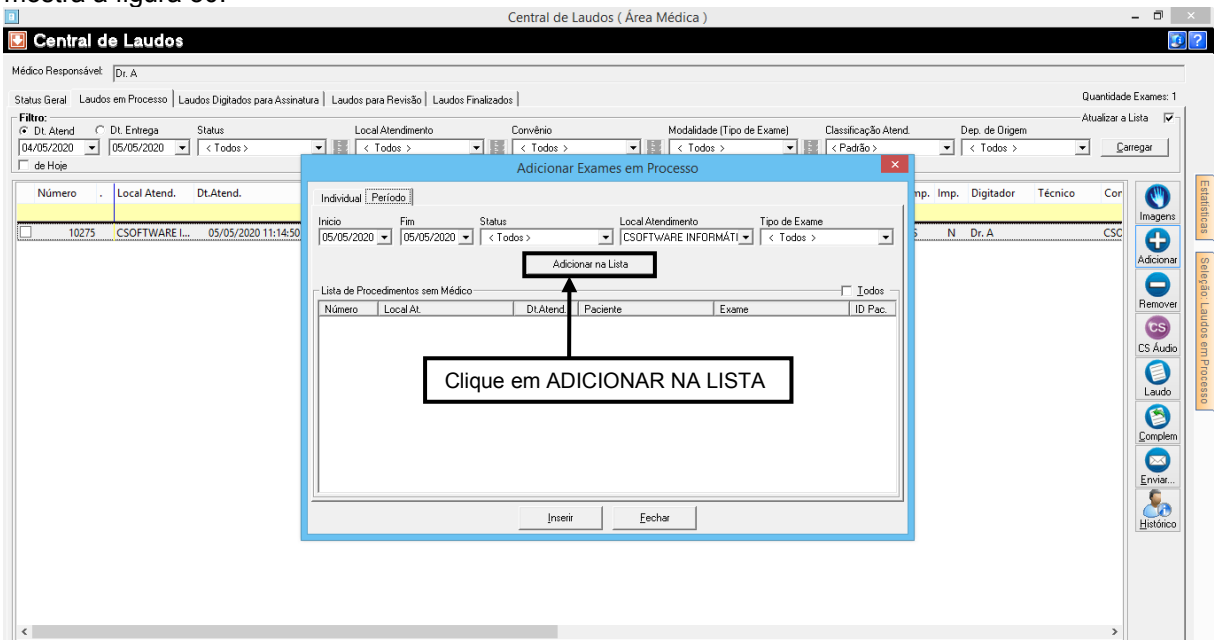 Central de Laudos ( Área Médica )
Central de Laudos
Médico Responsável: Dr. A
Status Geral Laudos em Processo Laudos Digitados para Assinatura Laudos para Revisão Laudos Finalizados
Quantidade Exames: 1
Filtro:
Atualizar a Lista
Dt. Atend Dt. Entrega Status Local Atendimento Convênio Modalidade (Tipo de Exame) Classificação Atend. Dep. de Origem
04/05/2020 05/05/2020 < Todos > < Todos > < Todos > < Todos > < Padrão > < Todos > Carregar
de Hoje
Adicionar Exames em Processo
Número . Local Atend. Dt.Atend. Imp. Digitador Técnico Cor
10275 CSOFTWARE I... 05/05/2020 11:14:50 N Dr. A CSC
Individual Período
Inicio Fim Status Local Atendimento Tipo de Exame
05/05/2020 05/05/2020 < Todos > CSOFTWARE INFORMÁTI < Todos >
Adicionar na Lista
Lista de Procedimentos sem Médico Todos
Número Local At. Dt.Atend. Paciente Exame ID Pac.
Clique em ADICIONAR NA LISTA
Inserir Fechar
Imagens
Adicionar
Remover
CS
CS Áudio
Laudo
Complem
Enviar...
Histórico
Estatísticas
Seleção: Laudos em Processo